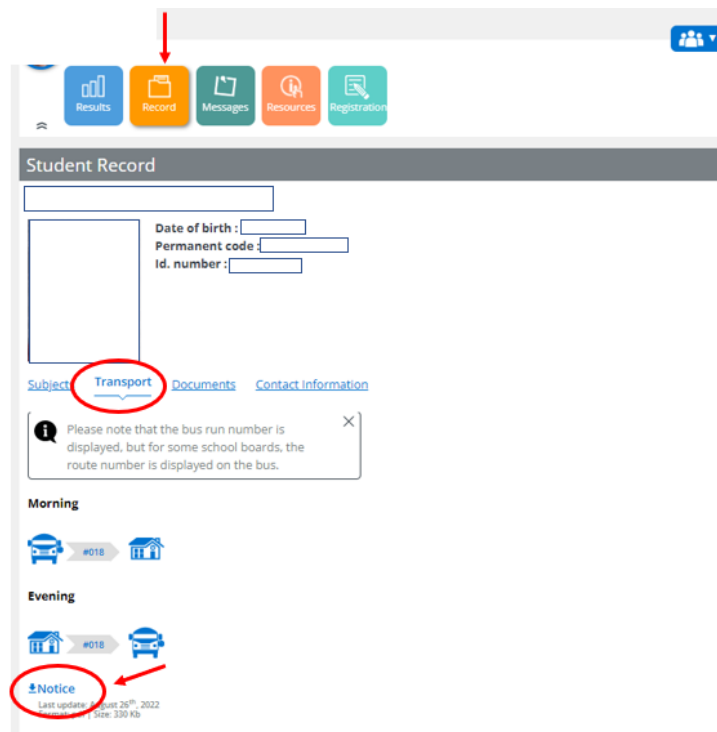 Results
Record
Messages
Resources
Registration
Student Record
Date of birth :
Permanent code :
Id. number :
Subject
Transport
Documents
Contact Information
Please note that the bus run number is
displayed, but for some school boards, the
route number is displayed on the bus.
Morning
#018
Evening
#018
Notice
Last update: August 26th, 2022
Format: | Size: 330 Kb